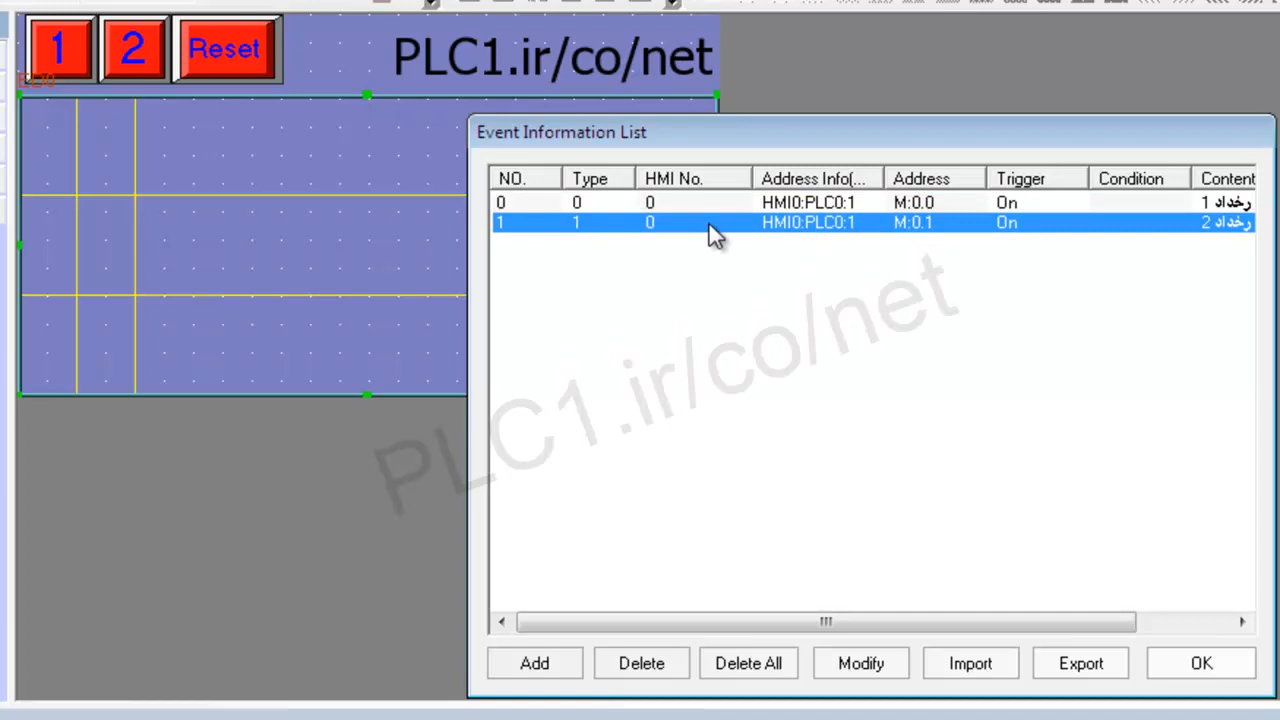 1 2 Reset
PLC1.ir/co/net
ED0
Event Information List
NO. Type HMI No. Address Info(... Address Trigger Condition Content
0 0 0 HMI0:PLC0:1 M:0.0 On رخداد 1
1 1 0 HMI0:PLC0:1 M:0.1 On رخداد 2
PLC1.ir/co/net
Add Delete Delete All Modify Import Export OK